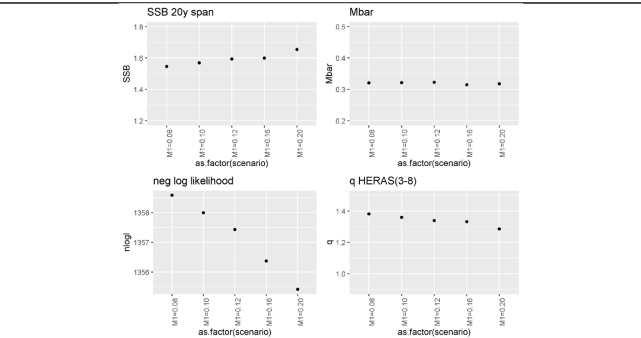 SSB 20y span
1.8
1.6
1.4
1.2
SSB
M1=0.08
M1=0.10
M1=0.12
M1=0.16
M1=0.20
as.factor(scenario)
Mbar
0.5
0.4
0.3
0.2
Mbar
M1=0.08
M1=0.10
M1=0.12
M1=0.16
M1=0.20
as.factor(scenario)
neg log likelihood
1358
1357
1356
nlogl
M1=0.08
M1=0.10
M1=0.12
M1=0.16
M1=0.20
as.factor(scenario)
q HERAS(3-8)
1.4
1.2
1.0
q
M1=0.08
M1=0.10
M1=0.12
M1=0.16
M1=0.20
as.factor(scenario)